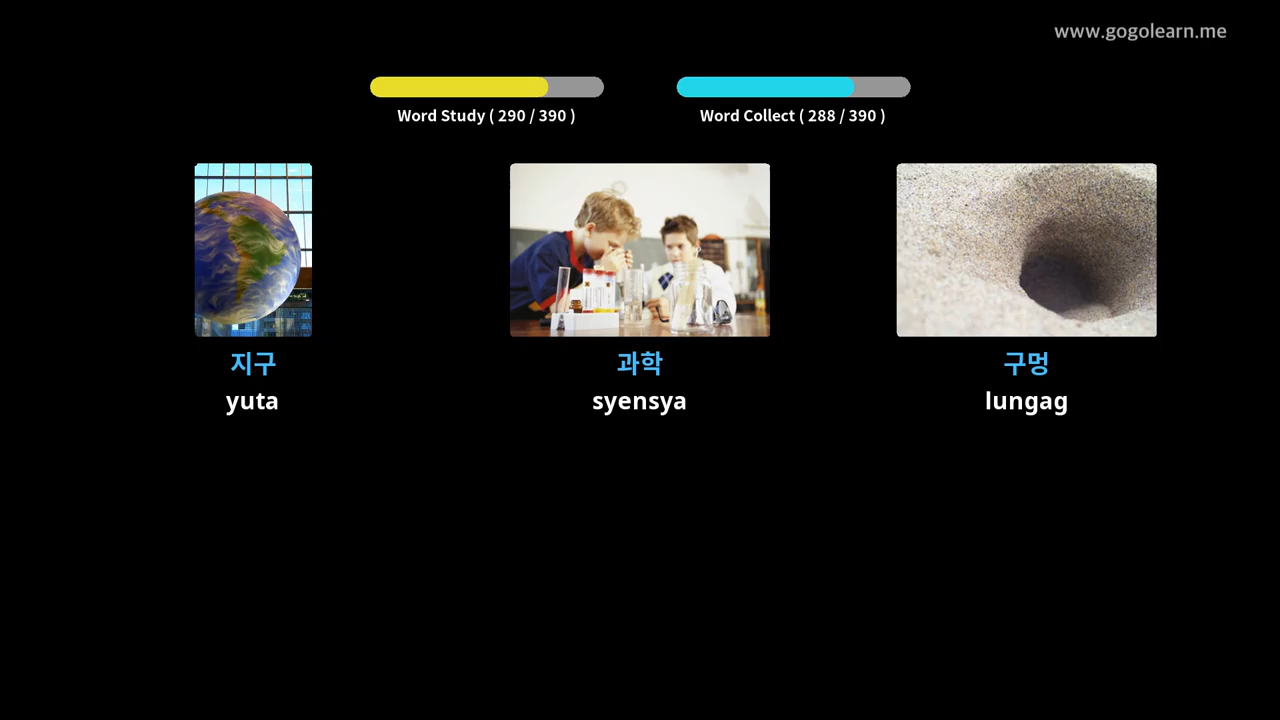 www.gogolearn.me
Word Study ( 290 / 390 )
Word Collect ( 288 / 390 )
지구
yuta
과학
syensya
구멍
lungag